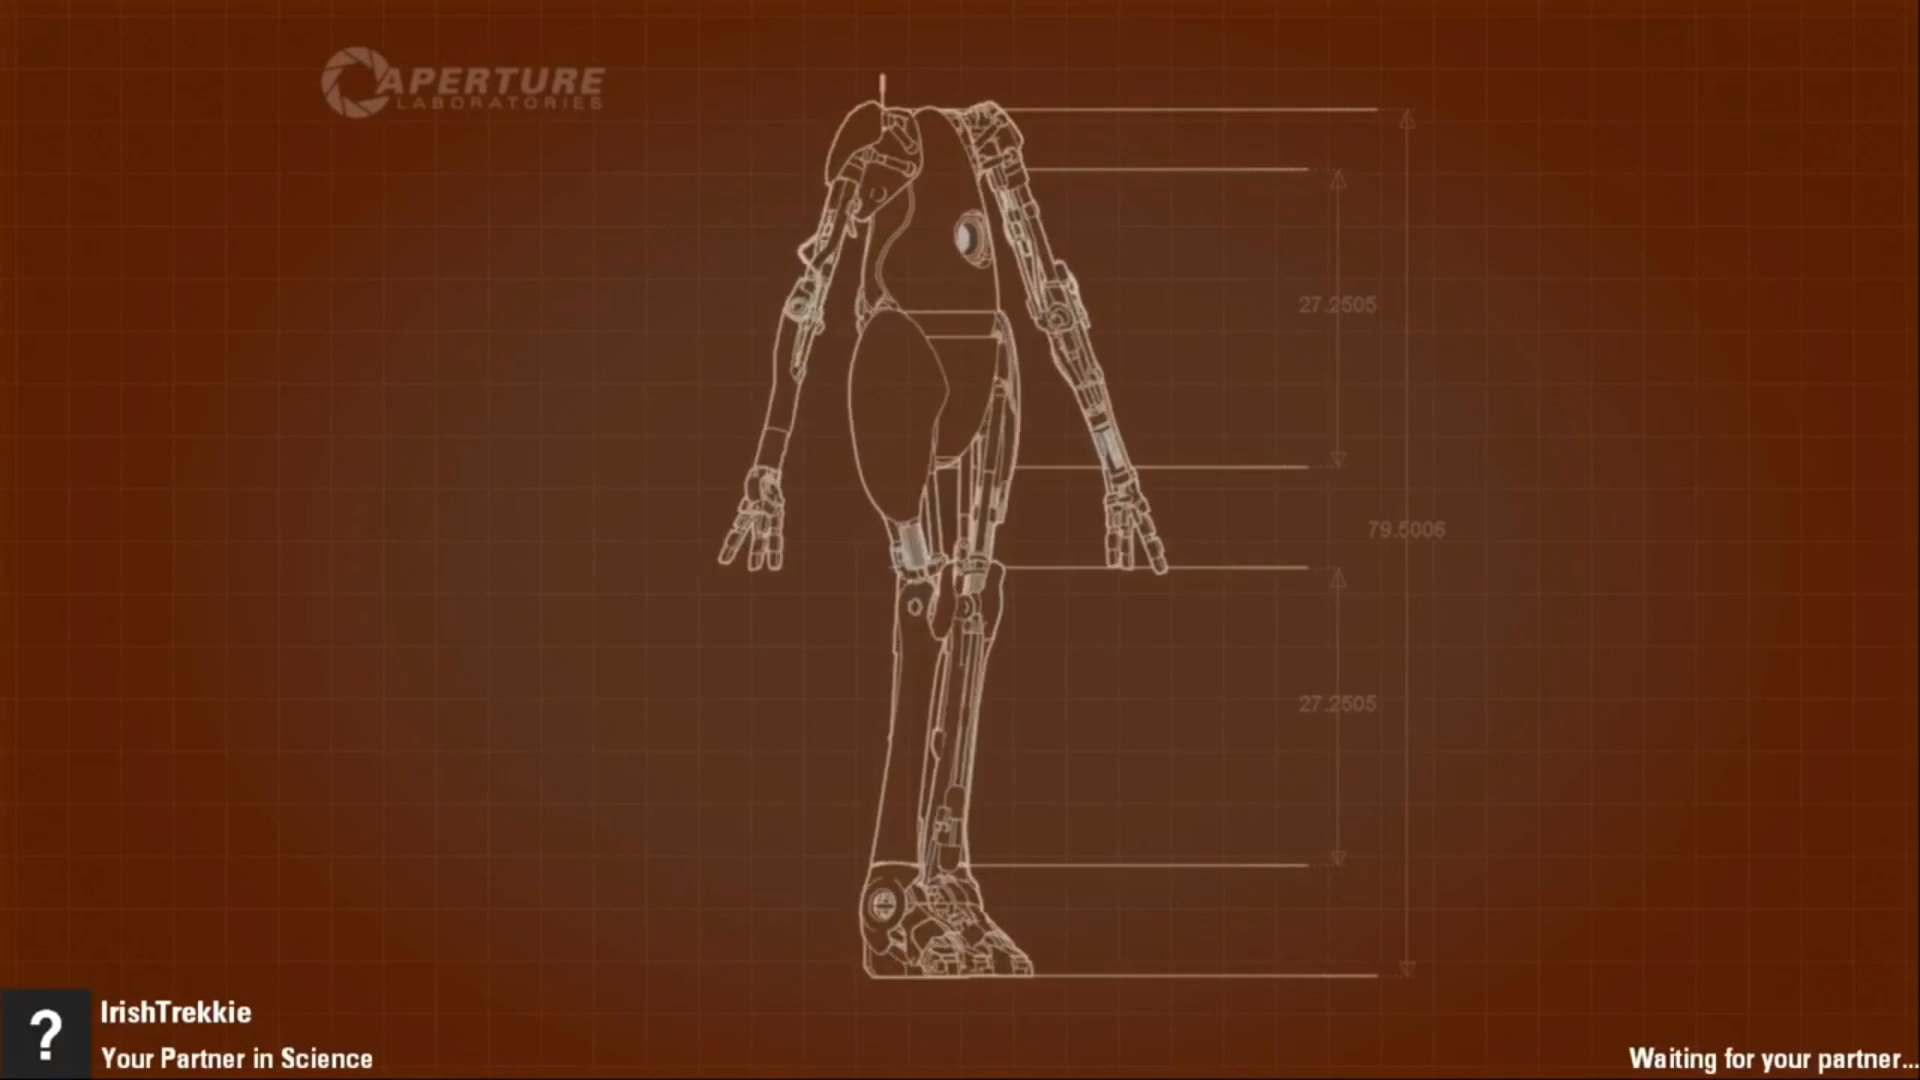 APERTURE
LABORATORIES
27.2505
79.5006
27.2505
?
IrishTrekkie
Your Partner in Science
Waiting for your partner...